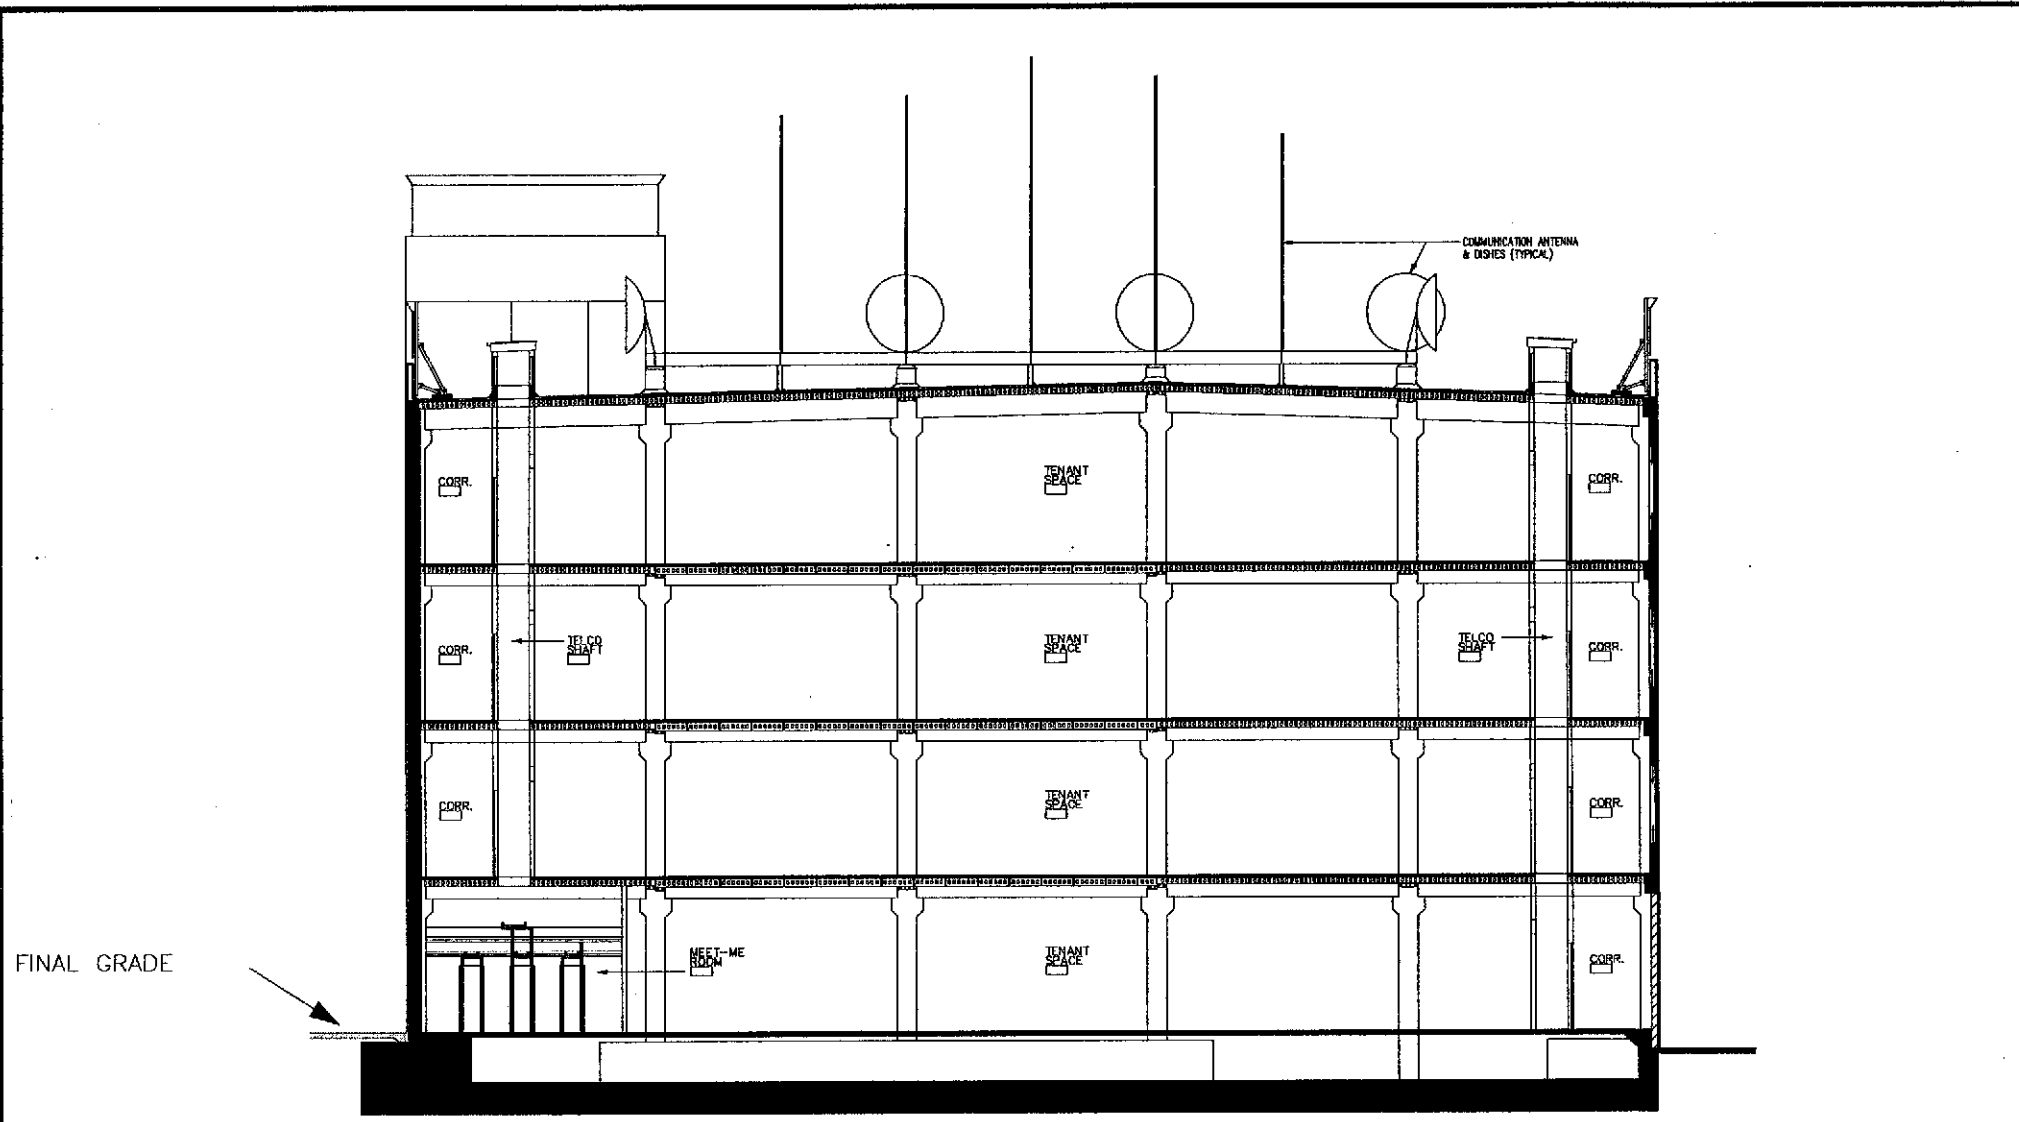 COMMUNICATION ANTENNA
& DISHES (TYPICAL)
CORR.
TENANT
SPACE
CORR.
CORR.
TELCO
SHAFT
TENANT
SPACE
TELCO
SHAFT
CORR.
CORR.
TENANT
SPACE
CORR.
MEET-ME
ROOM
TENANT
SPACE
CORR.
FINAL GRADE